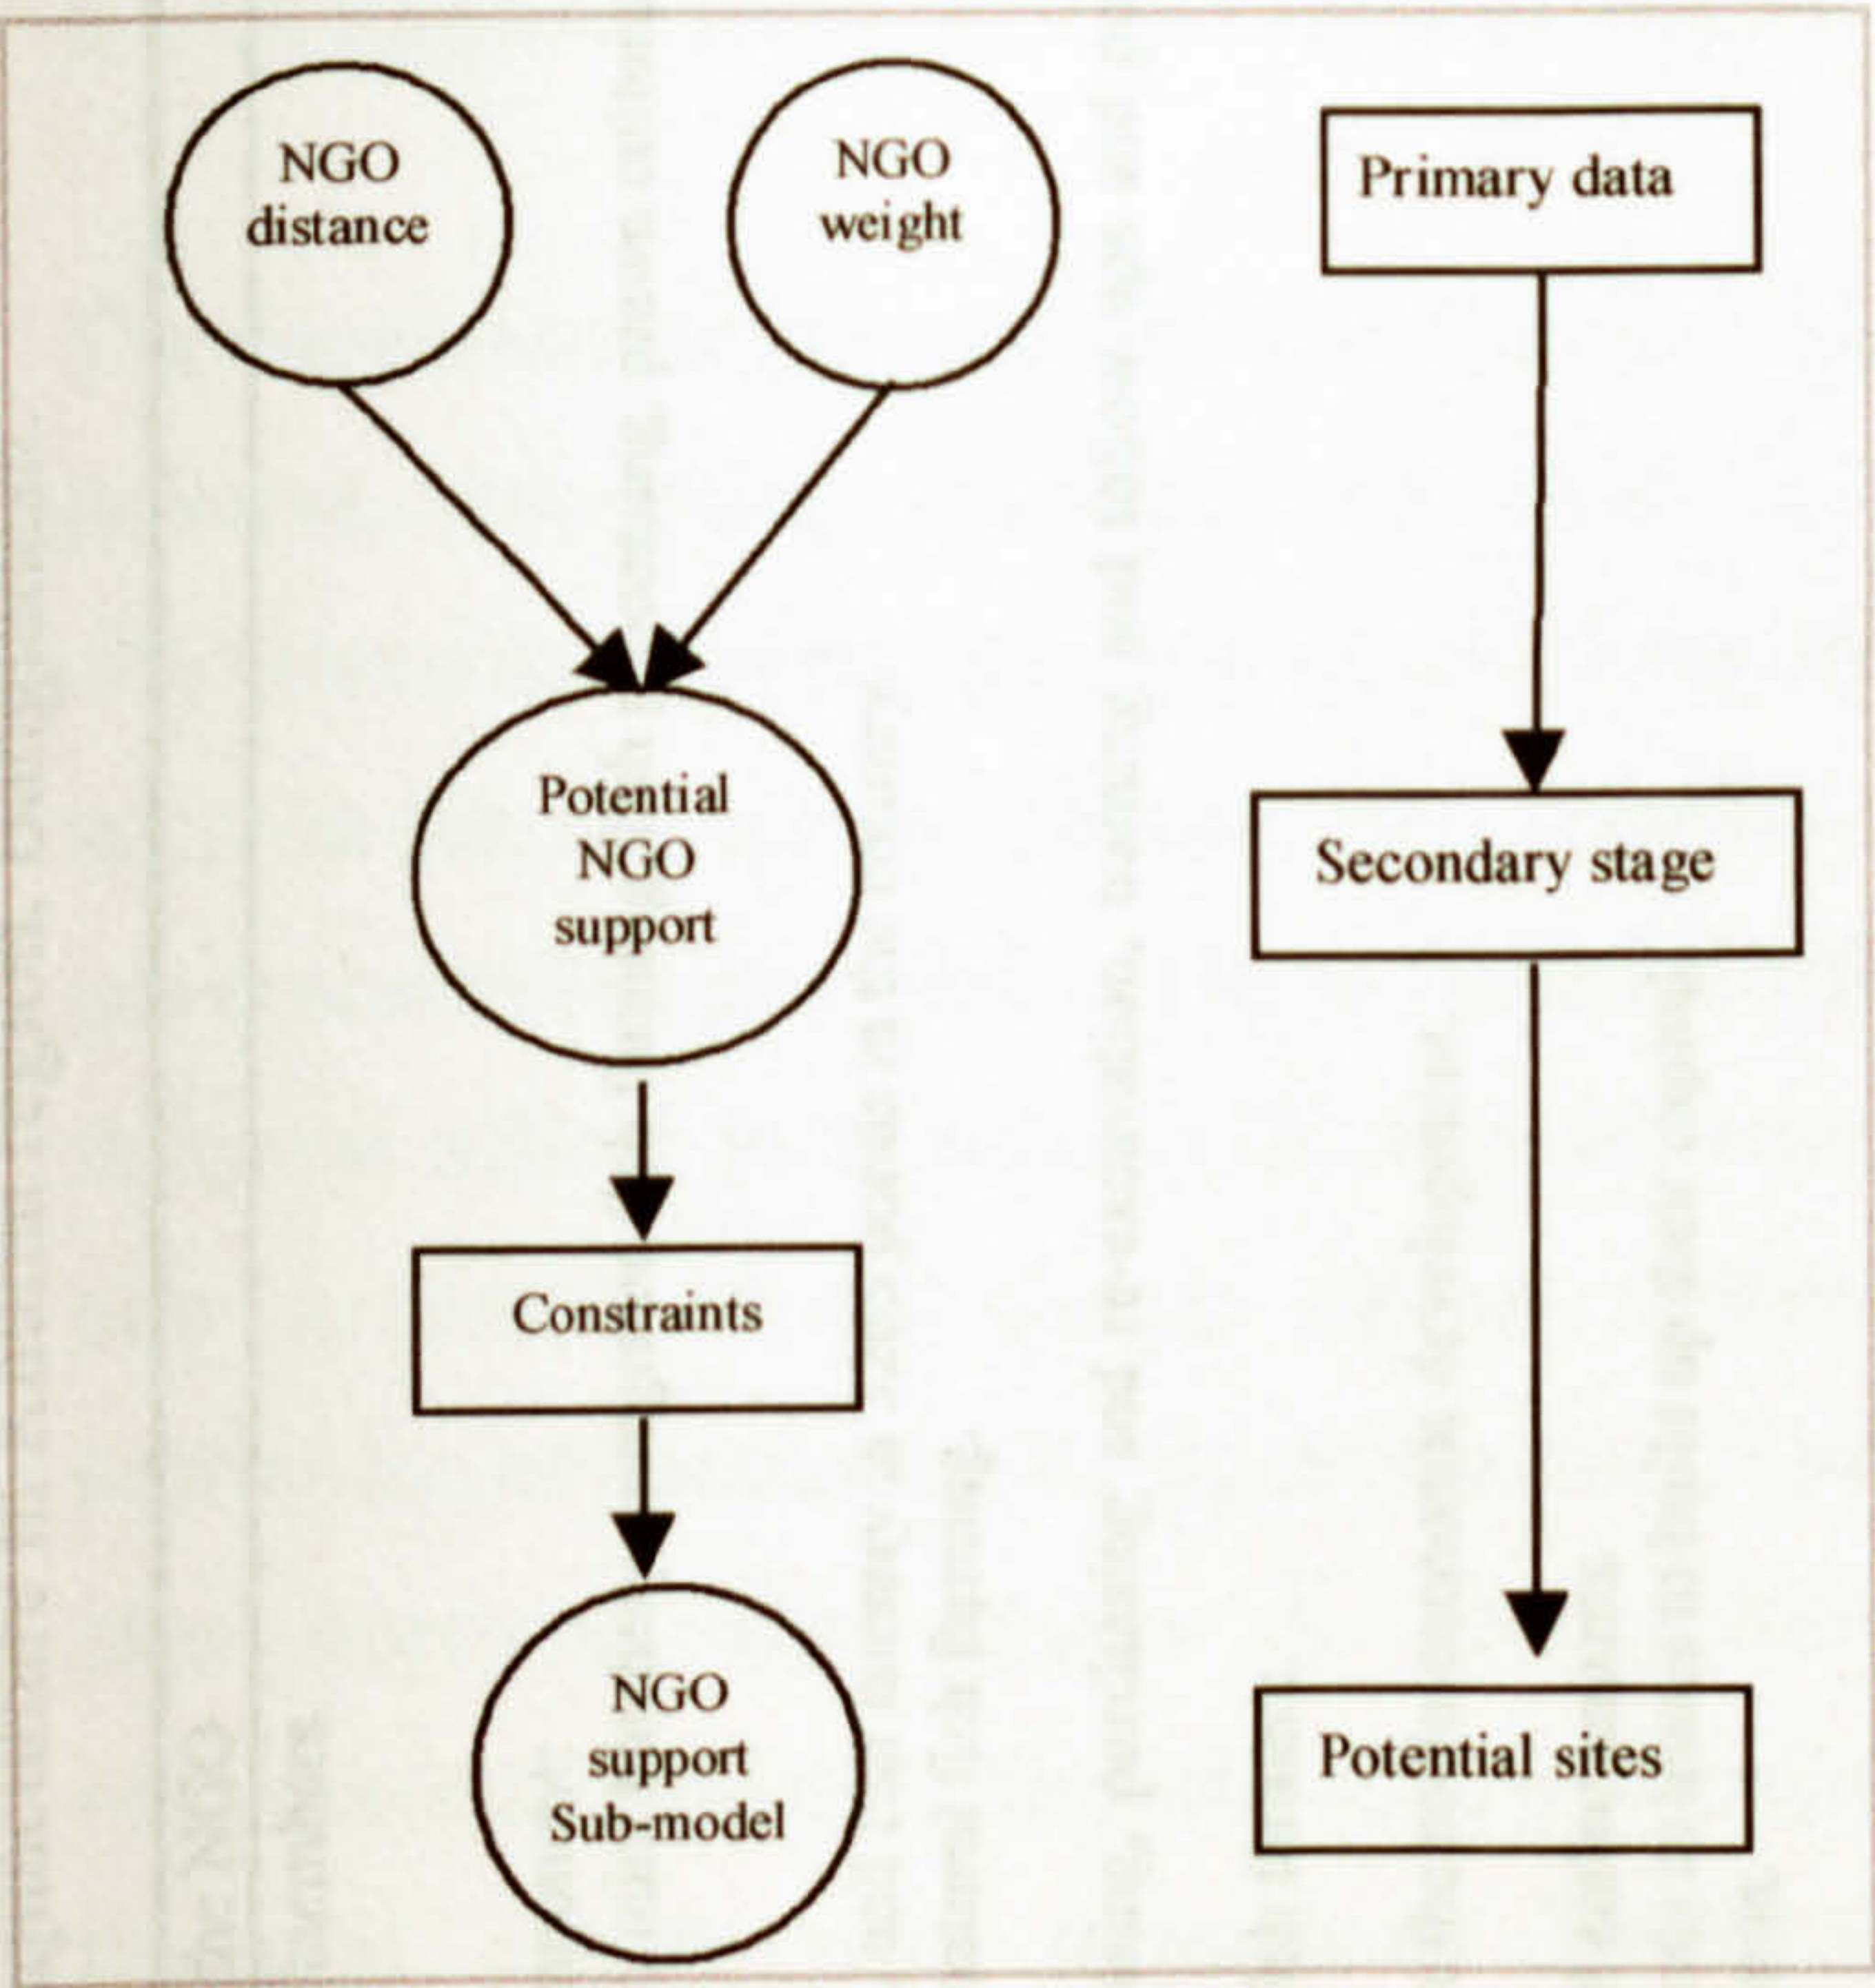 NGO
distance
NGO
weight
Primary data
Potential
NGO
support
Secondary stage
Constraints
NGO
support
Sub-model
Potential sites